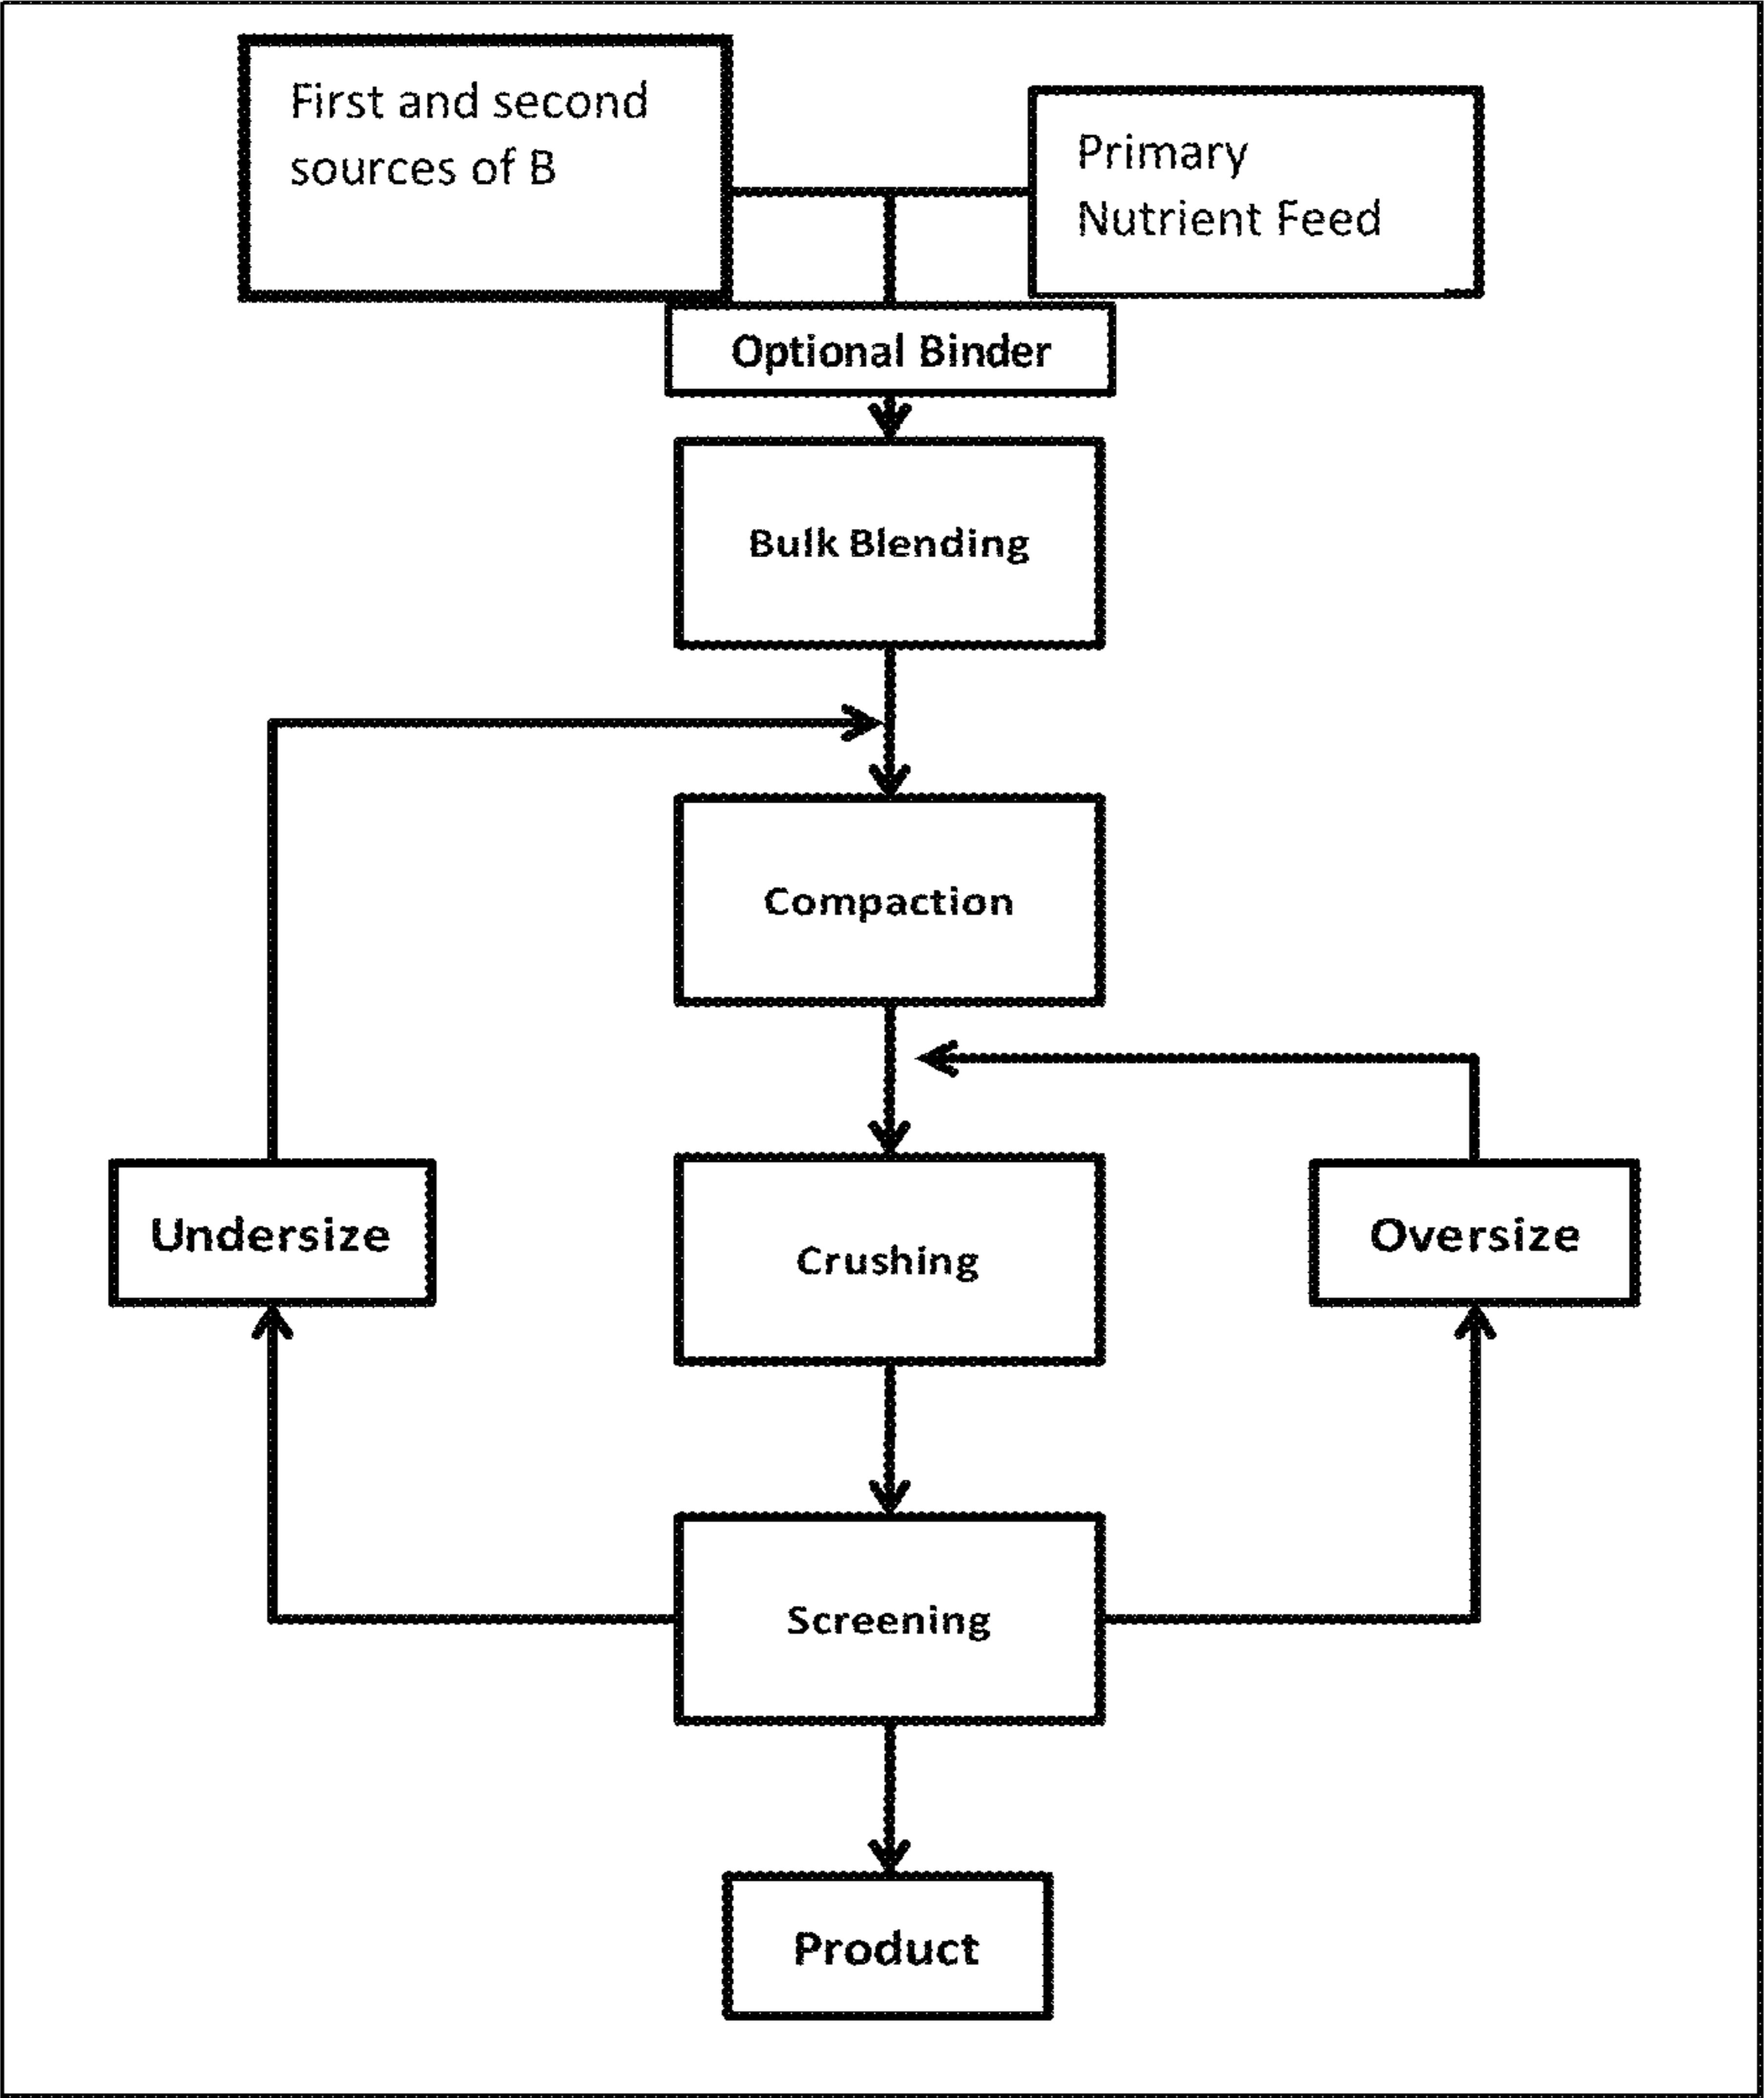 First and second
sources of B
Primary
Nutrient Feed
Optional Binder
Bulk Blending
Compaction
Undersize
Crushing
Oversize
Screening
Product